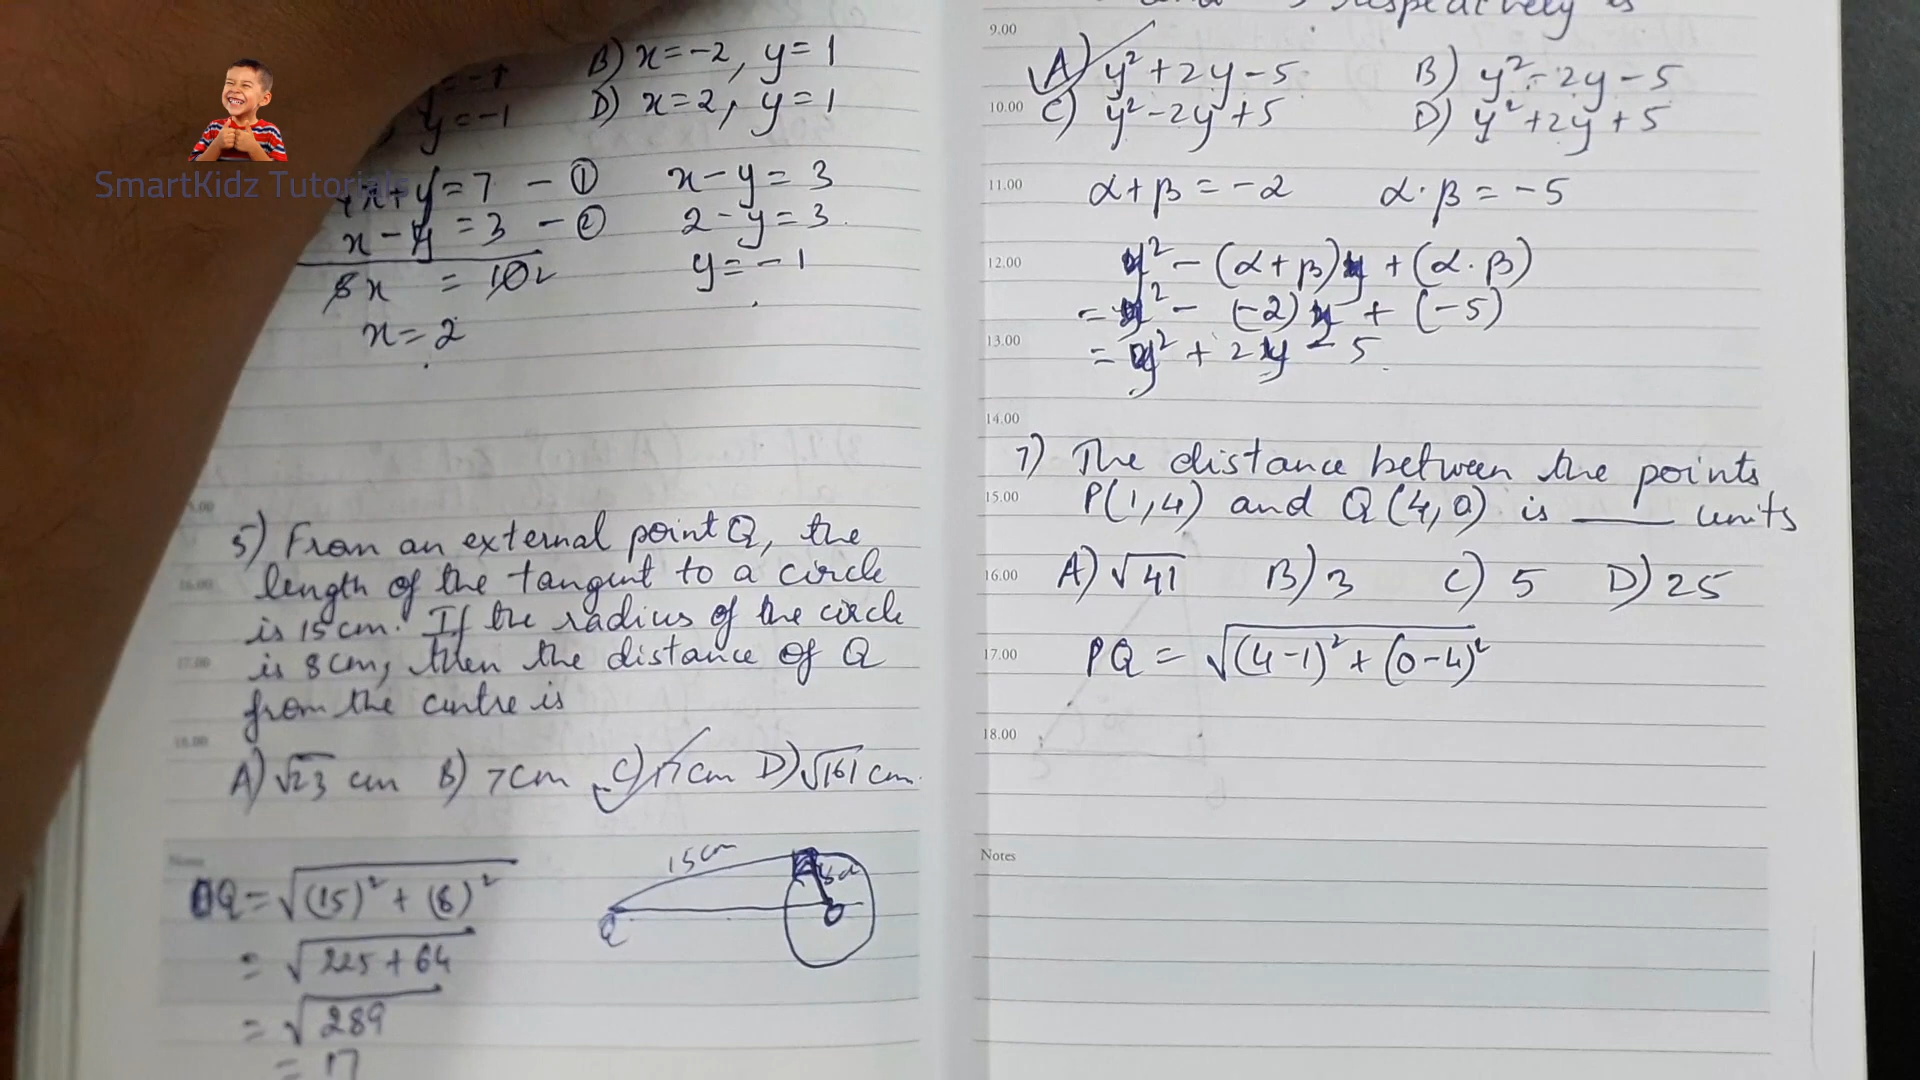 B) x=-2, y=1
y=-1 D) x=2, y=1
SmartKidz Tutorials
x+y=7 - ① x-y=3
x-y=3 - ② 2-y=3
8x = 10 2 y=-1
x=2
5) From an external point Q, the
length of the tangent to a circle
is 15cm. If the radius of the circle
is 8cm, then the distance of Q
from the centre is
A) √23 cm B) 7cm C) 17cm D) √161 cm.
15cm
Q
OQ = √(15)² + (8)²
= √225+64
= √289
= 17
respectively is
9.00
A) y²+2y-5 B) y²-2y-5
10.00
C) y²-2y+5 D) y²+2y+5
11.00
α+β = -2 α·β = -5
12.00
y² - (α+β)y + (α·β)
= y² - (-2)y + (-5)
13.00
= y² + 2y - 5
14.00
7) The distance between the points
15.00
P(1,4) and Q(4,0) is ___ units
16.00
A) √41 B) 3 C) 5 D) 25
17.00
PQ = √(4-1)²+(0-4)²
18.00
Notes